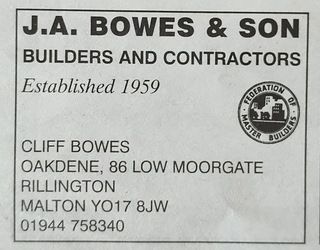 J.A. BOWES & SON
BUILDERS AND CONTRACTORS
Established 1959
FEDERATION OF MASTER BUILDERS
CLIFF BOWES
OAKDENE, 86 LOW MOORGATE
RILLINGTON
MALTON YO17 8JW
01944 758340